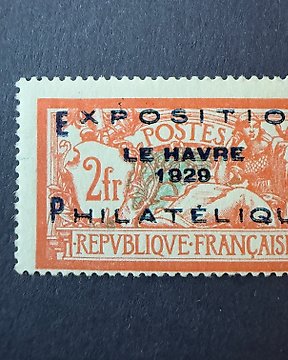 EXPOSITIO
POSTES
LE HAVRE
2fr
1929
PHILATÉLIQU
REPVBLIQVE·FRANÇAISE